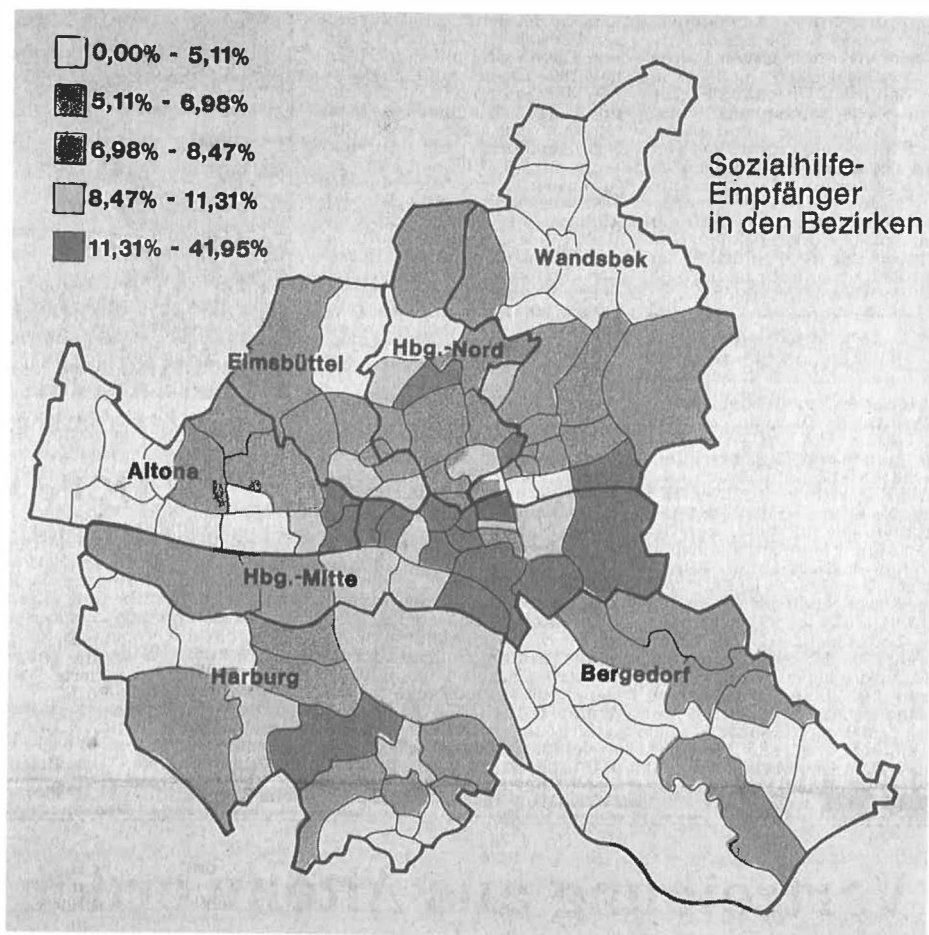 0,00% - 5,11%
5,11% - 6,98%
6,98% - 8,47%
8,47% - 11,31%
11,31% - 41,95%
Sozialhilfe-
Empfänger
in den Bezirken
Wandsbek
Hbg.-Nord
Eimsbüttel
Altona
Hbg.-Mitte
Harburg
Bergedorf